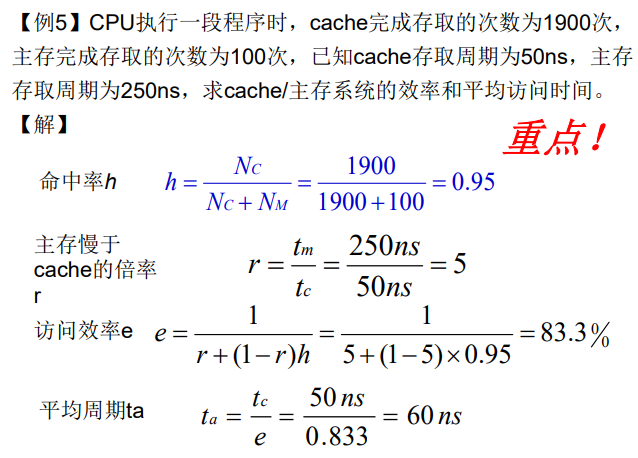 【例5】CPU执行一段程序时，cache完成存取的次数为1900次，
主存完成存取的次数为100次，已知cache存取周期为50ns，主存
存取周期为250ns，求cache/主存系统的效率和平均访问时间。
【解】
重点！
命中率h h = NC / (NC + NM) = 1900 / (1900+100) = 0.95
主存慢于
cache的倍率
r
r = tm / tc = 250ns / 50ns = 5
访问效率e e = 1 / (r+(1−r)h) = 1 / (5+(1−5)×0.95) = 83.3%
平均周期ta ta = tc / e = 50 ns / 0.833 = 60 ns